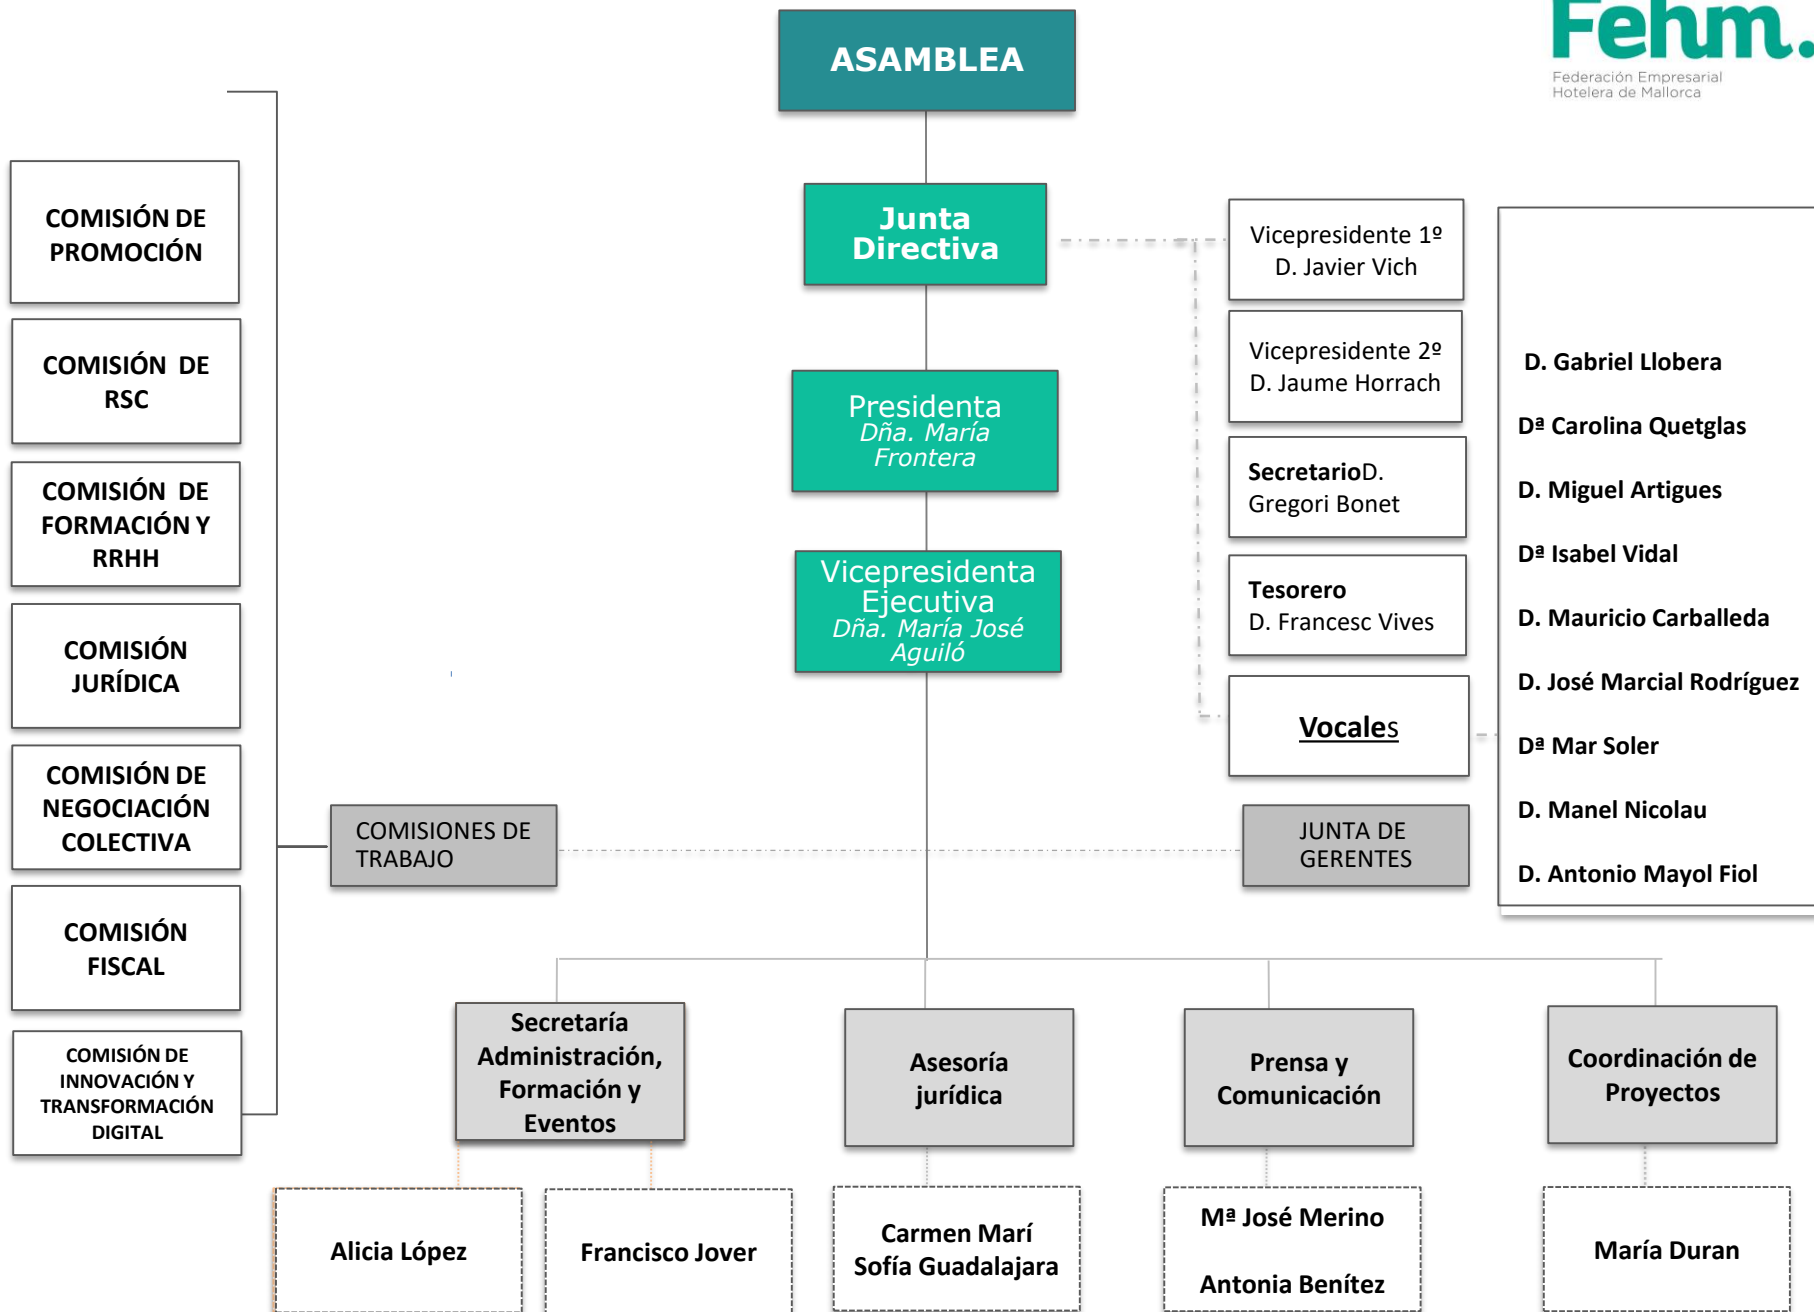 Fehm.
Federación Empresarial
Hotelera de Mallorca
ASAMBLEA
Junta
Directiva
Presidenta
Dña. María
Frontera
Vicepresidenta
Ejecutiva
Dña. María José
Aguiló
Vicepresidente 1º
D. Javier Vich
Vicepresidente 2º
D. Jaume Horrach
SecretarioD.
Gregori Bonet
Tesorero
D. Francesc Vives
Vocales
D. Gabriel Llobera
Dª Carolina Quetglas
D. Miguel Artigues
Dª Isabel Vidal
D. Mauricio Carballeda
D. José Marcial Rodríguez
Dª Mar Soler
D. Manel Nicolau
D. Antonio Mayol Fiol
COMISIÓN DE
PROMOCIÓN
COMISIÓN DE
RSC
COMISIÓN DE
FORMACIÓN Y
RRHH
COMISIÓN
JURÍDICA
COMISIÓN DE
NEGOCIACIÓN
COLECTIVA
COMISIÓN
FISCAL
COMISIÓN DE
INNOVACIÓN Y
TRANSFORMACIÓN
DIGITAL
COMISIONES DE
TRABAJO
JUNTA DE
GERENTES
Secretaría
Administración,
Formación y
Eventos
Asesoría
jurídica
Prensa y
Comunicación
Coordinación de
Proyectos
Alicia López
Francisco Jover
Carmen Marí
Sofía Guadalajara
Mª José Merino
Antonia Benítez
María Duran